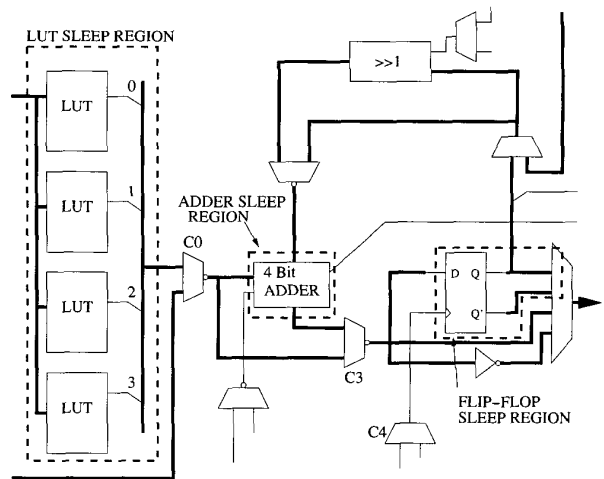 LUT SLEEP REGION
LUT
0
LUT
1
LUT
2
LUT
3
>>1
ADDER SLEEP
REGION
C0
4 Bit
ADDER
D Q
Q'
C3
C4
FLIP-FLOP
SLEEP REGION